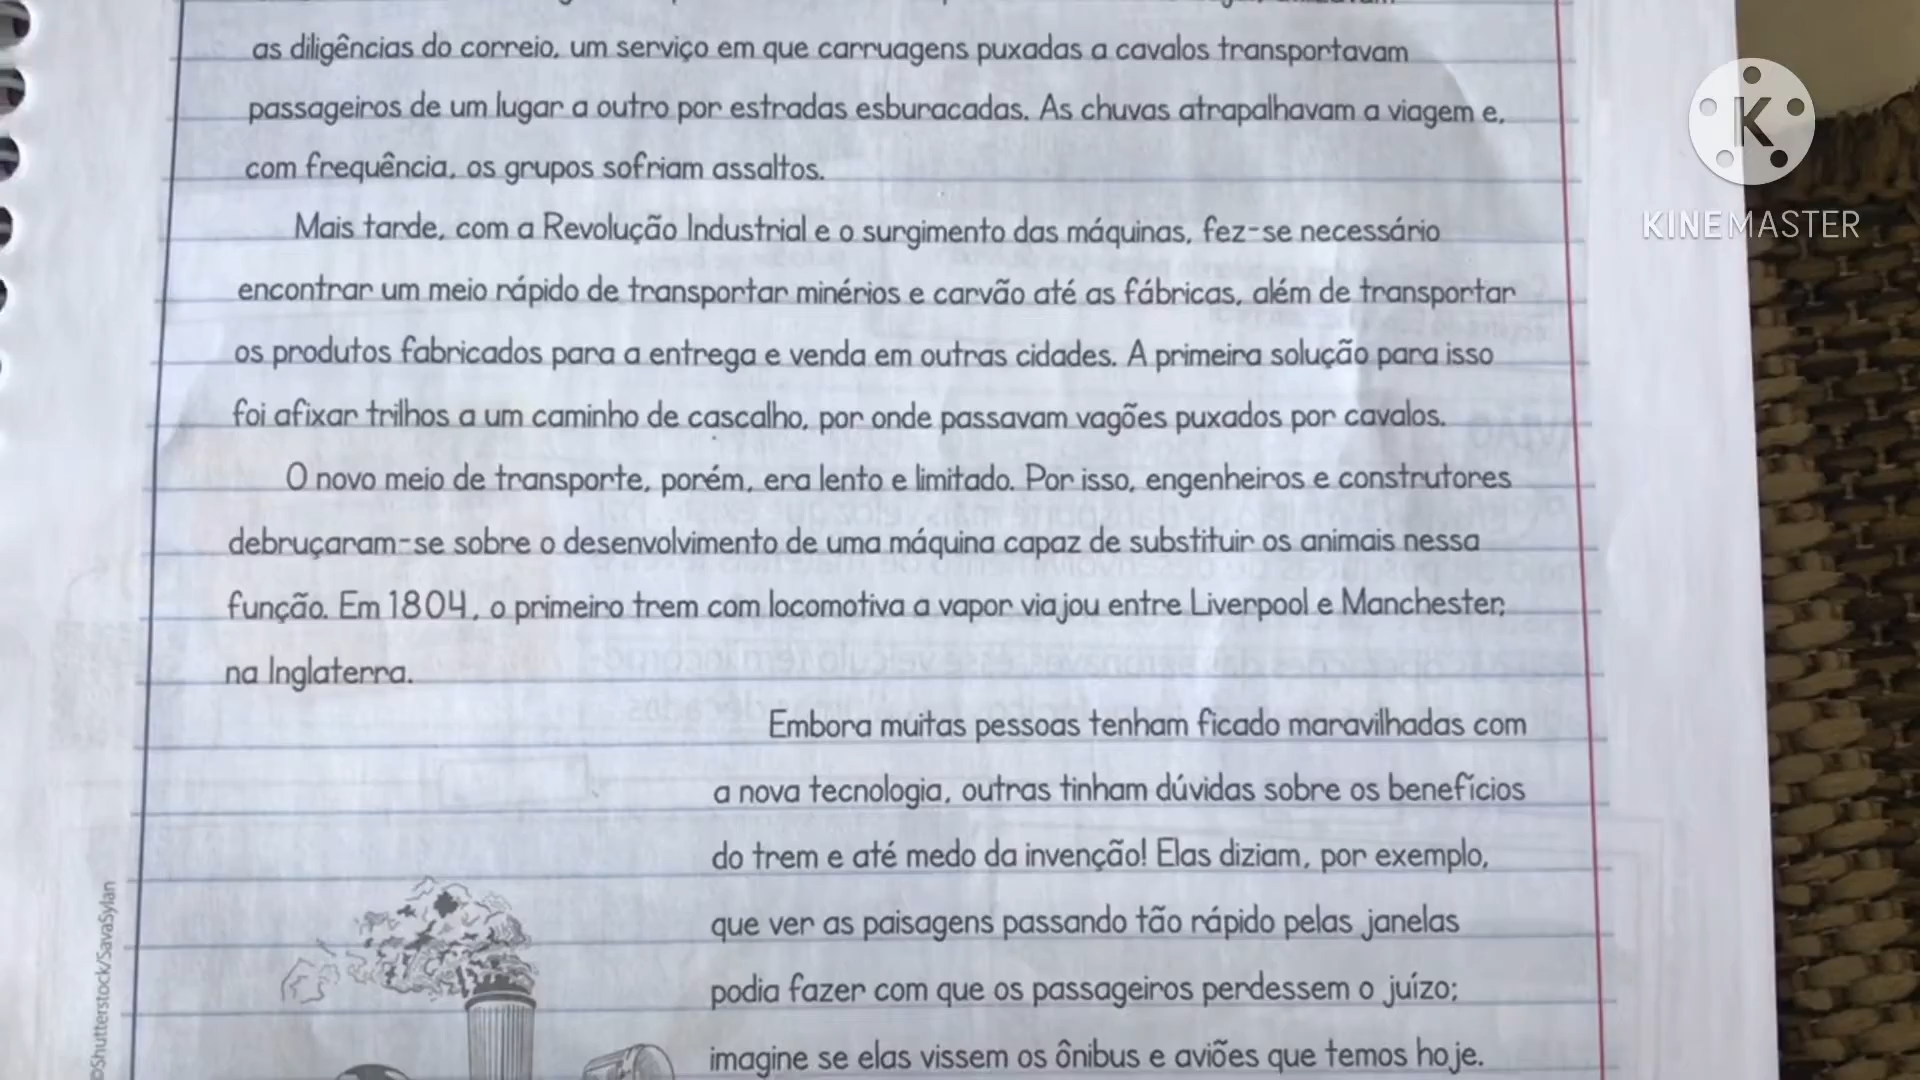 as diligências do correio, um serviço em que carruagens puxadas a cavalos transportavam
passageiros de um lugar a outro por estradas esburacadas. As chuvas atrapalhavam a viagem e,
com frequência, os grupos sofriam assaltos.
Mais tarde, com a Revolução Industrial e o surgimento das máquinas, fez-se necessário
encontrar um meio rápido de transportar minérios e carvão até as fábricas, além de transportar
os produtos fabricados para a entrega e venda em outras cidades. A primeira solução para isso
foi afixar trilhos a um caminho de cascalho, por onde passavam vagões puxados por cavalos.
O novo meio de transporte, porém, era lento e limitado. Por isso, engenheiros e construtores
debruçaram-se sobre o desenvolvimento de uma máquina capaz de substituir os animais nessa
função. Em 1804, o primeiro trem com locomotiva a vapor viajou entre Liverpool e Manchester,
na Inglaterra.
Embora muitas pessoas tenham ficado maravilhadas com
a nova tecnologia, outras tinham dúvidas sobre os benefícios
do trem e até medo da invenção! Elas diziam, por exemplo,
que ver as paisagens passando tão rápido pelas janelas
podia fazer com que os passageiros perdessem o juízo;
imagine se elas vissem os ônibus e aviões que temos hoje.
©Shutterstock/SavaSylan
K
KINEMASTER